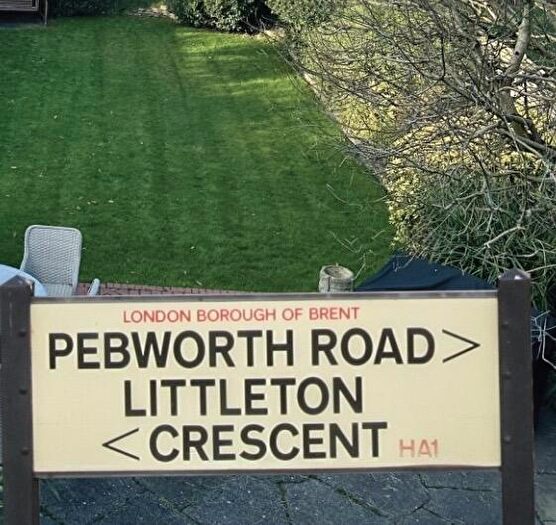 LONDON BOROUGH OF BRENT
PEBWORTH ROAD >
LITTLETON
< CRESCENT HA1